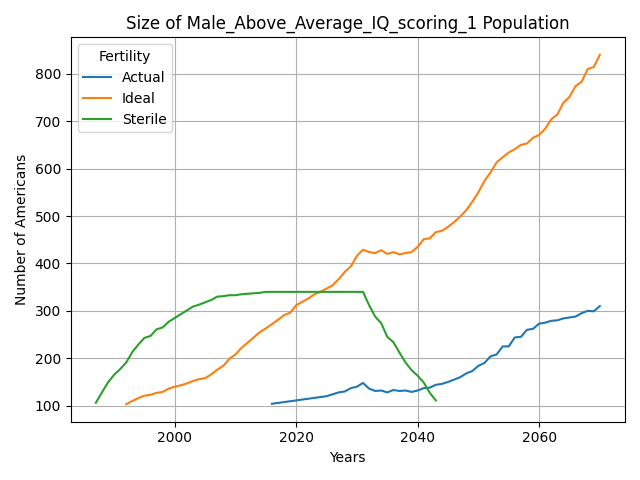 Size of Male_Above_Average_IQ_scoring_1 Population
Fertility
Actual
Ideal
Sterile
Number of Americans
800
700
600
500
400
300
200
100
2000
2020
2040
2060
Years